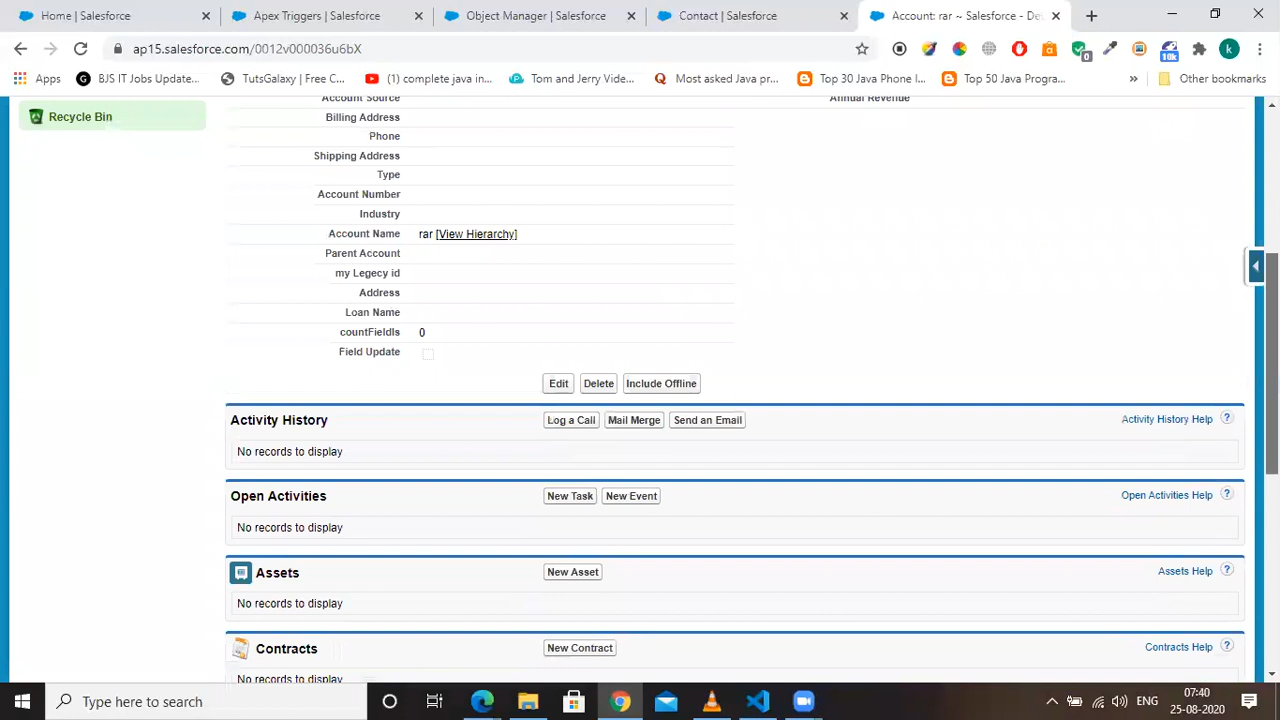 Home | Salesforce
Apex Triggers | Salesforce
Object Manager | Salesforce
Contact | Salesforce
Account: rar ~ Salesforce - De
ap15.salesforce.com/0012v000036u6bX
0
10k
k
Apps
BJS IT Jobs Update...
TutsGalaxy | Free C...
(1) complete java in...
Tom and Jerry Vide...
Most asked Java pr...
Top 30 Java Phone I...
Top 50 Java Progra...
»
Other bookmarks
Recycle Bin
Account Source
Annual Revenue
Billing Address
Phone
Shipping Address
Type
Account Number
Industry
Account Name rar [View Hierarchy]
Parent Account
my Legacy id
Address
Loan Name
countFields 0
Field Update
Edit Delete Include Offline
Activity History
Log a Call Mail Merge Send an Email
Activity History Help ?
No records to display
Open Activities
New Task New Event
Open Activities Help ?
No records to display
Assets
New Asset
Assets Help ?
No records to display
Contracts
New Contract
Contracts Help ?
No records to display
Type here to search
ENG
07:40
25-08-2020